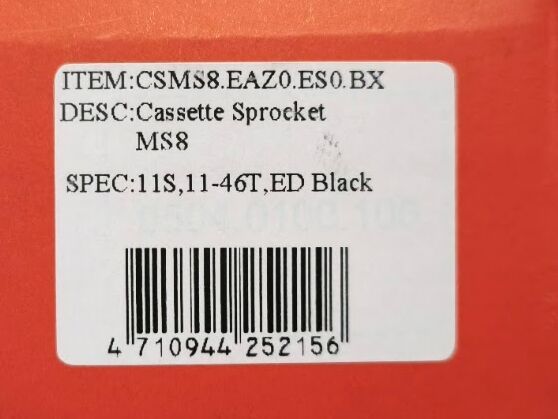 ITEM:CSMS8.EAZ0.ES0.BX
DESC:Cassette Sprocket
MS8
SPEC:11S,11-46T,ED Black
4 710944 252156